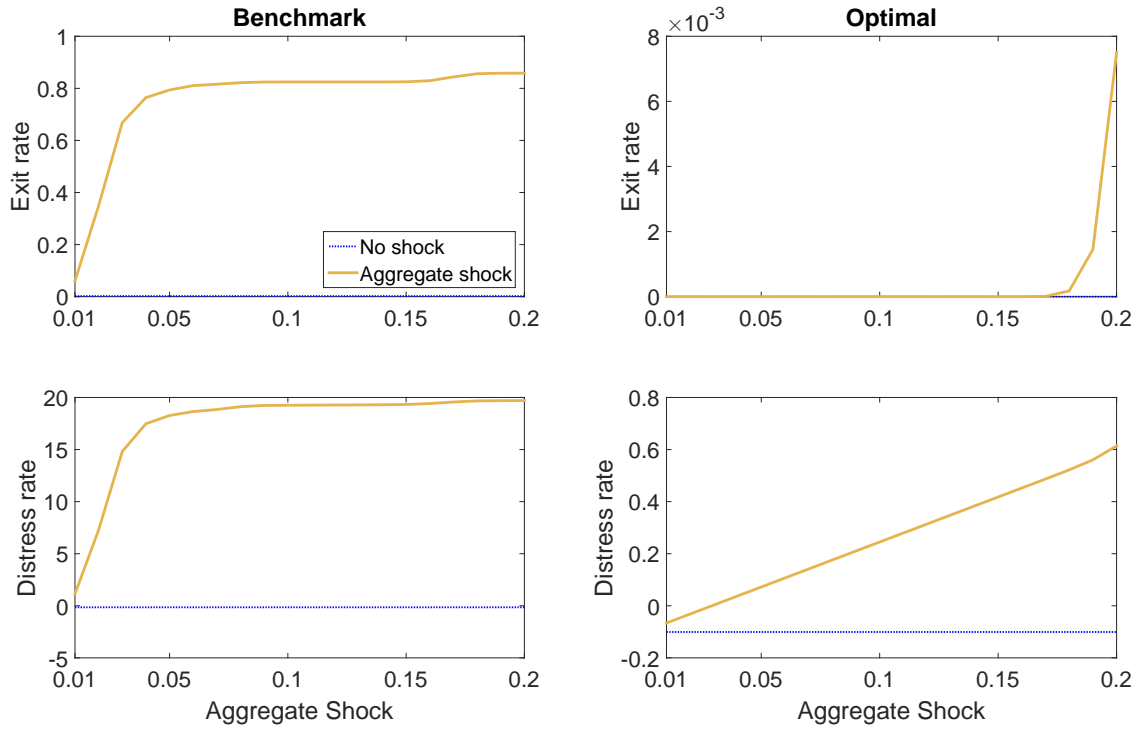 Benchmark
Exit rate
1
0.8
0.6
0.4
0.2
0
No shock
Aggregate shock
0.01 0.05 0.1 0.15 0.2
Optimal
×10⁻³
Exit rate
8
6
4
2
0
0.01 0.05 0.1 0.15 0.2
Distress rate
20
15
10
5
0
-5
0.01 0.05 0.1 0.15 0.2
Aggregate Shock
Distress rate
0.8
0.6
0.4
0.2
0
-0.2
0.01 0.05 0.1 0.15 0.2
Aggregate Shock